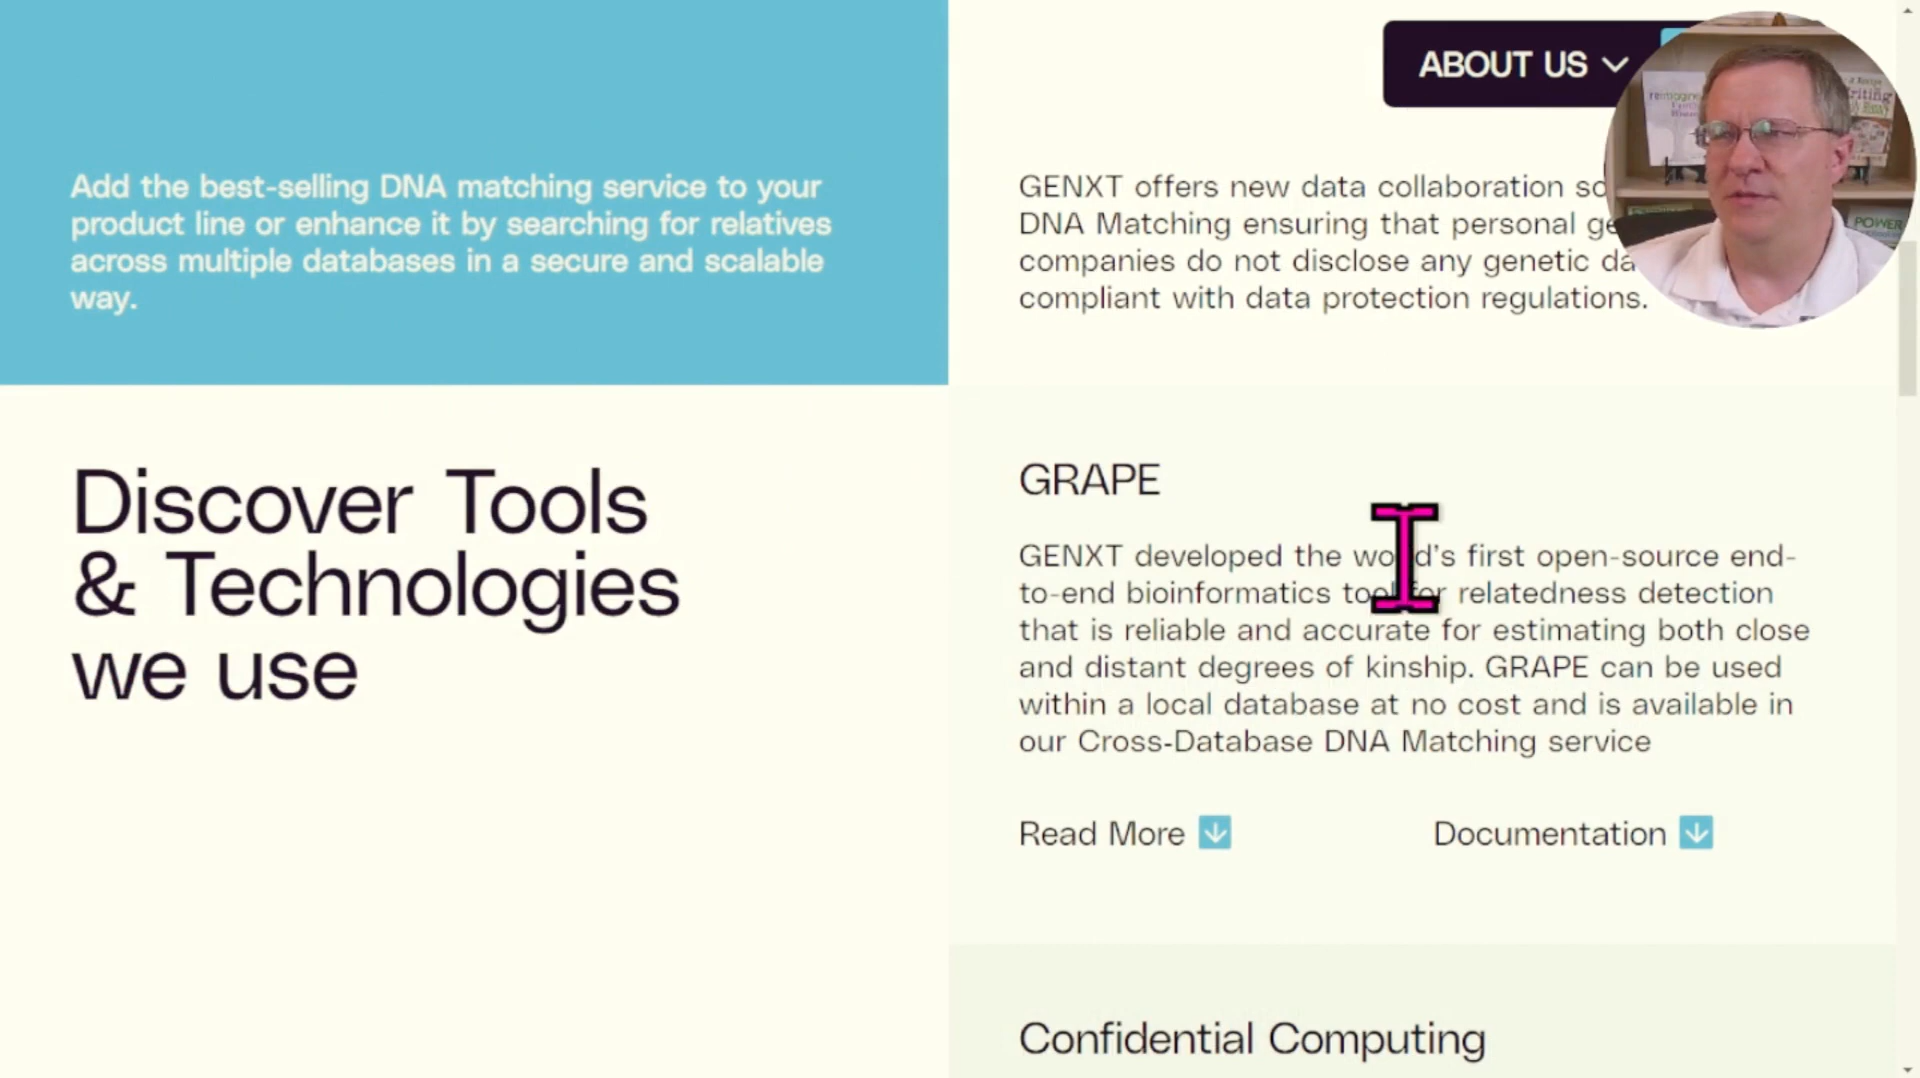 ABOUT US
Add the best-selling DNA matching service to your
product line or enhance it by searching for relatives
across multiple databases in a secure and scalable
way.
GENXT offers new data collaboration
DNA Matching ensuring that personal
companies do not disclose any genetic
compliant with data protection regulations.
Discover Tools
& Technologies
we use
GRAPE
GENXT developed the world's first open-source end-
to-end bioinformatics tool for relatedness detection
that is reliable and accurate for estimating both close
and distant degrees of kinship. GRAPE can be used
within a local database at no cost and is available in
our Cross-Database DNA Matching service
Read More
Documentation
Confidential Computing
reimagine
Writing
POWER